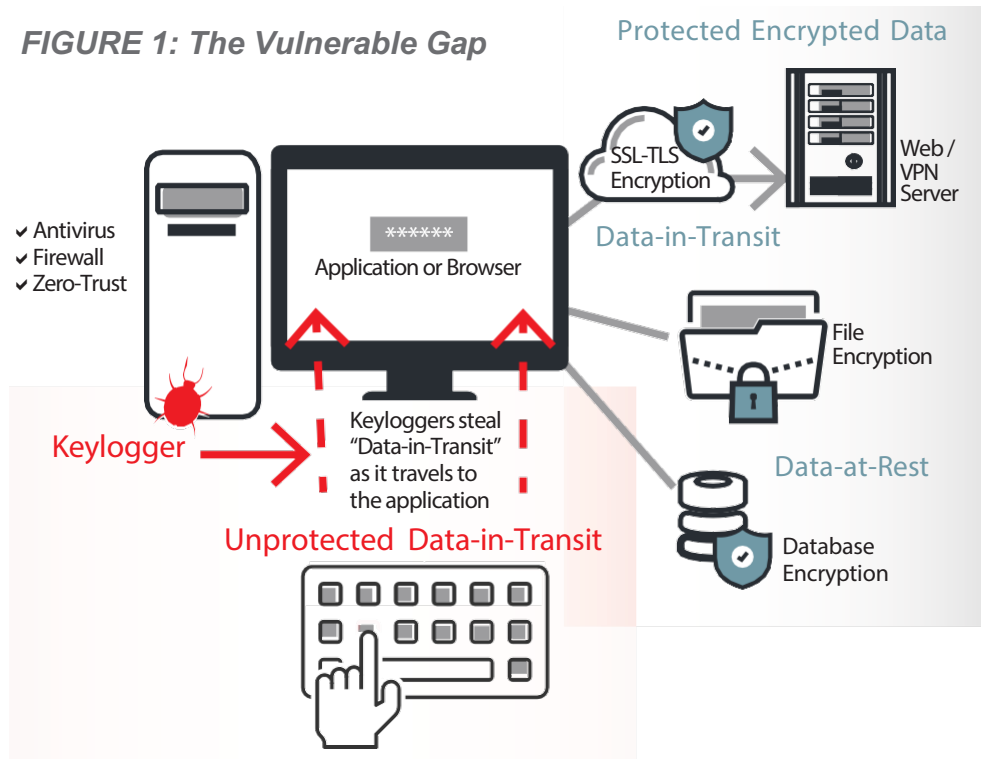 FIGURE 1: The Vulnerable Gap
Protected Encrypted Data
SSL-TLS
Encryption
Web /
VPN
Server
Data-in-Transit
Antivirus
Firewall
Zero-Trust
******
Application or Browser
File
Encryption
Keylogger
Keyloggers steal
“Data-in-Transit”
as it travels to
the application
Data-at-Rest
Unprotected Data-in-Transit
Database
Encryption